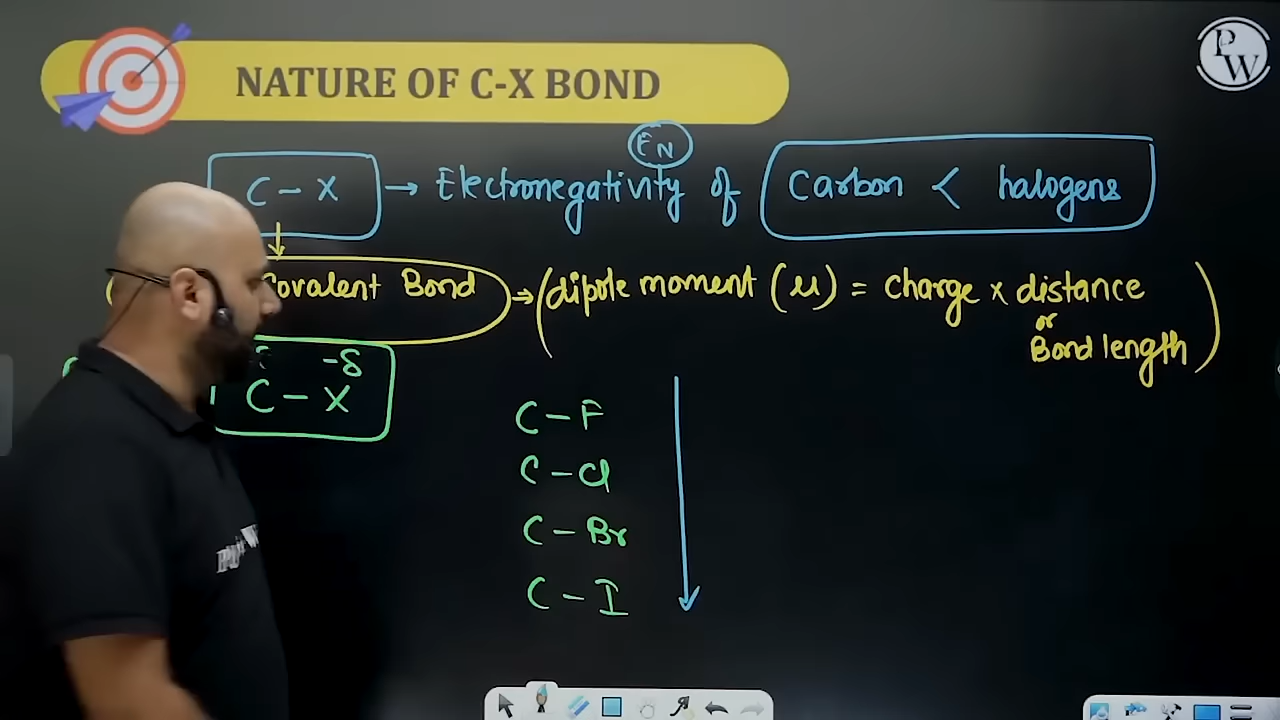 NATURE OF C-X BOND
PW
EN
C - X → Electronegativity of Carbon < halogens
Covalent Bond → (dipole moment (μ) = charge × distance
or
Bond length)
-δ
C - X
C - F
C - Cl
C - Br
C - I